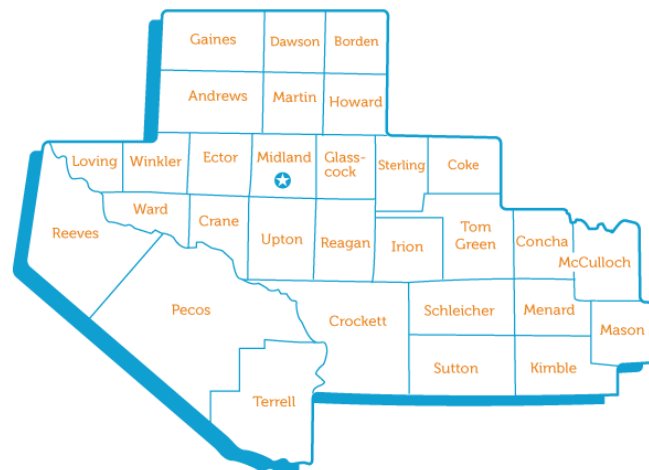 Gaines
Dawson
Borden
Andrews
Martin
Howard
Loving
Winkler
Ector
Midland
Glass-
cock
Sterling
Coke
Reeves
Ward
Crane
Upton
Reagan
Irion
Tom
Green
Concha
McCulloch
Pecos
Crockett
Schleicher
Menard
Mason
Terrell
Sutton
Kimble